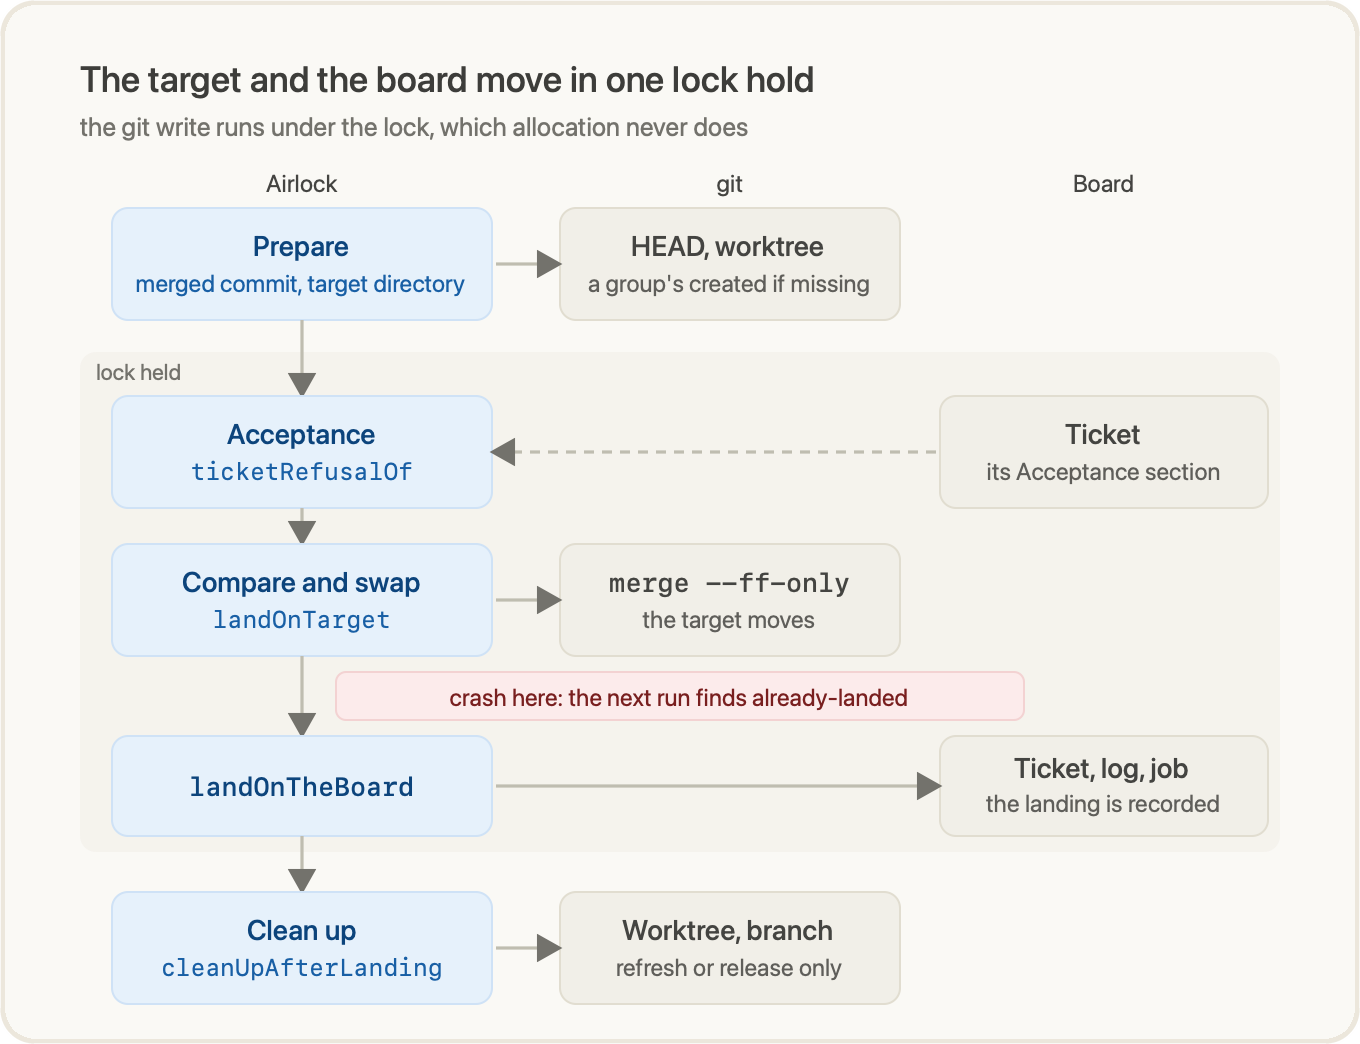 The target and the board move in one lock hold
the git write runs under the lock, which allocation never does
Airlock
git
Board
Prepare
merged commit, target directory
HEAD, worktree
a group's created if missing
lock held
Acceptance
ticketRefusalOf
Ticket
its Acceptance section
Compare and swap
landOnTarget
merge --ff-only
the target moves
crash here: the next run finds already-landed
landOnTheBoard
Ticket, log, job
the landing is recorded
Clean up
cleanUpAfterLanding
Worktree, branch
refresh or release only